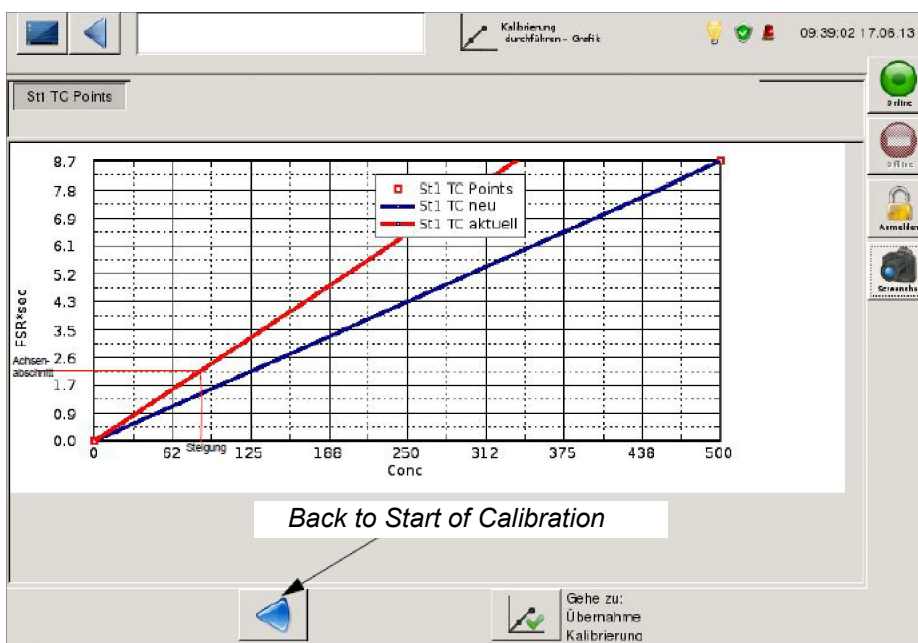 Kalibrierung
durchführen - Grafik
09:39:02 17.06.13
St1 TC Points
Online
Offline
Anmelden
8.7
7.8
6.9
6.1
5.2
4.3
3.5
2.6
1.7
0.9
0.0
FSR*sec
St1 TC Points
St1 TC neu
St1 TC aktuell
Achsen-
abschnitt
Steigung
0 62 125 188 250 312 375 438 500
Conc
Back to Start of Calibration
Gehe zu:
Übernahme
Kalibrierung